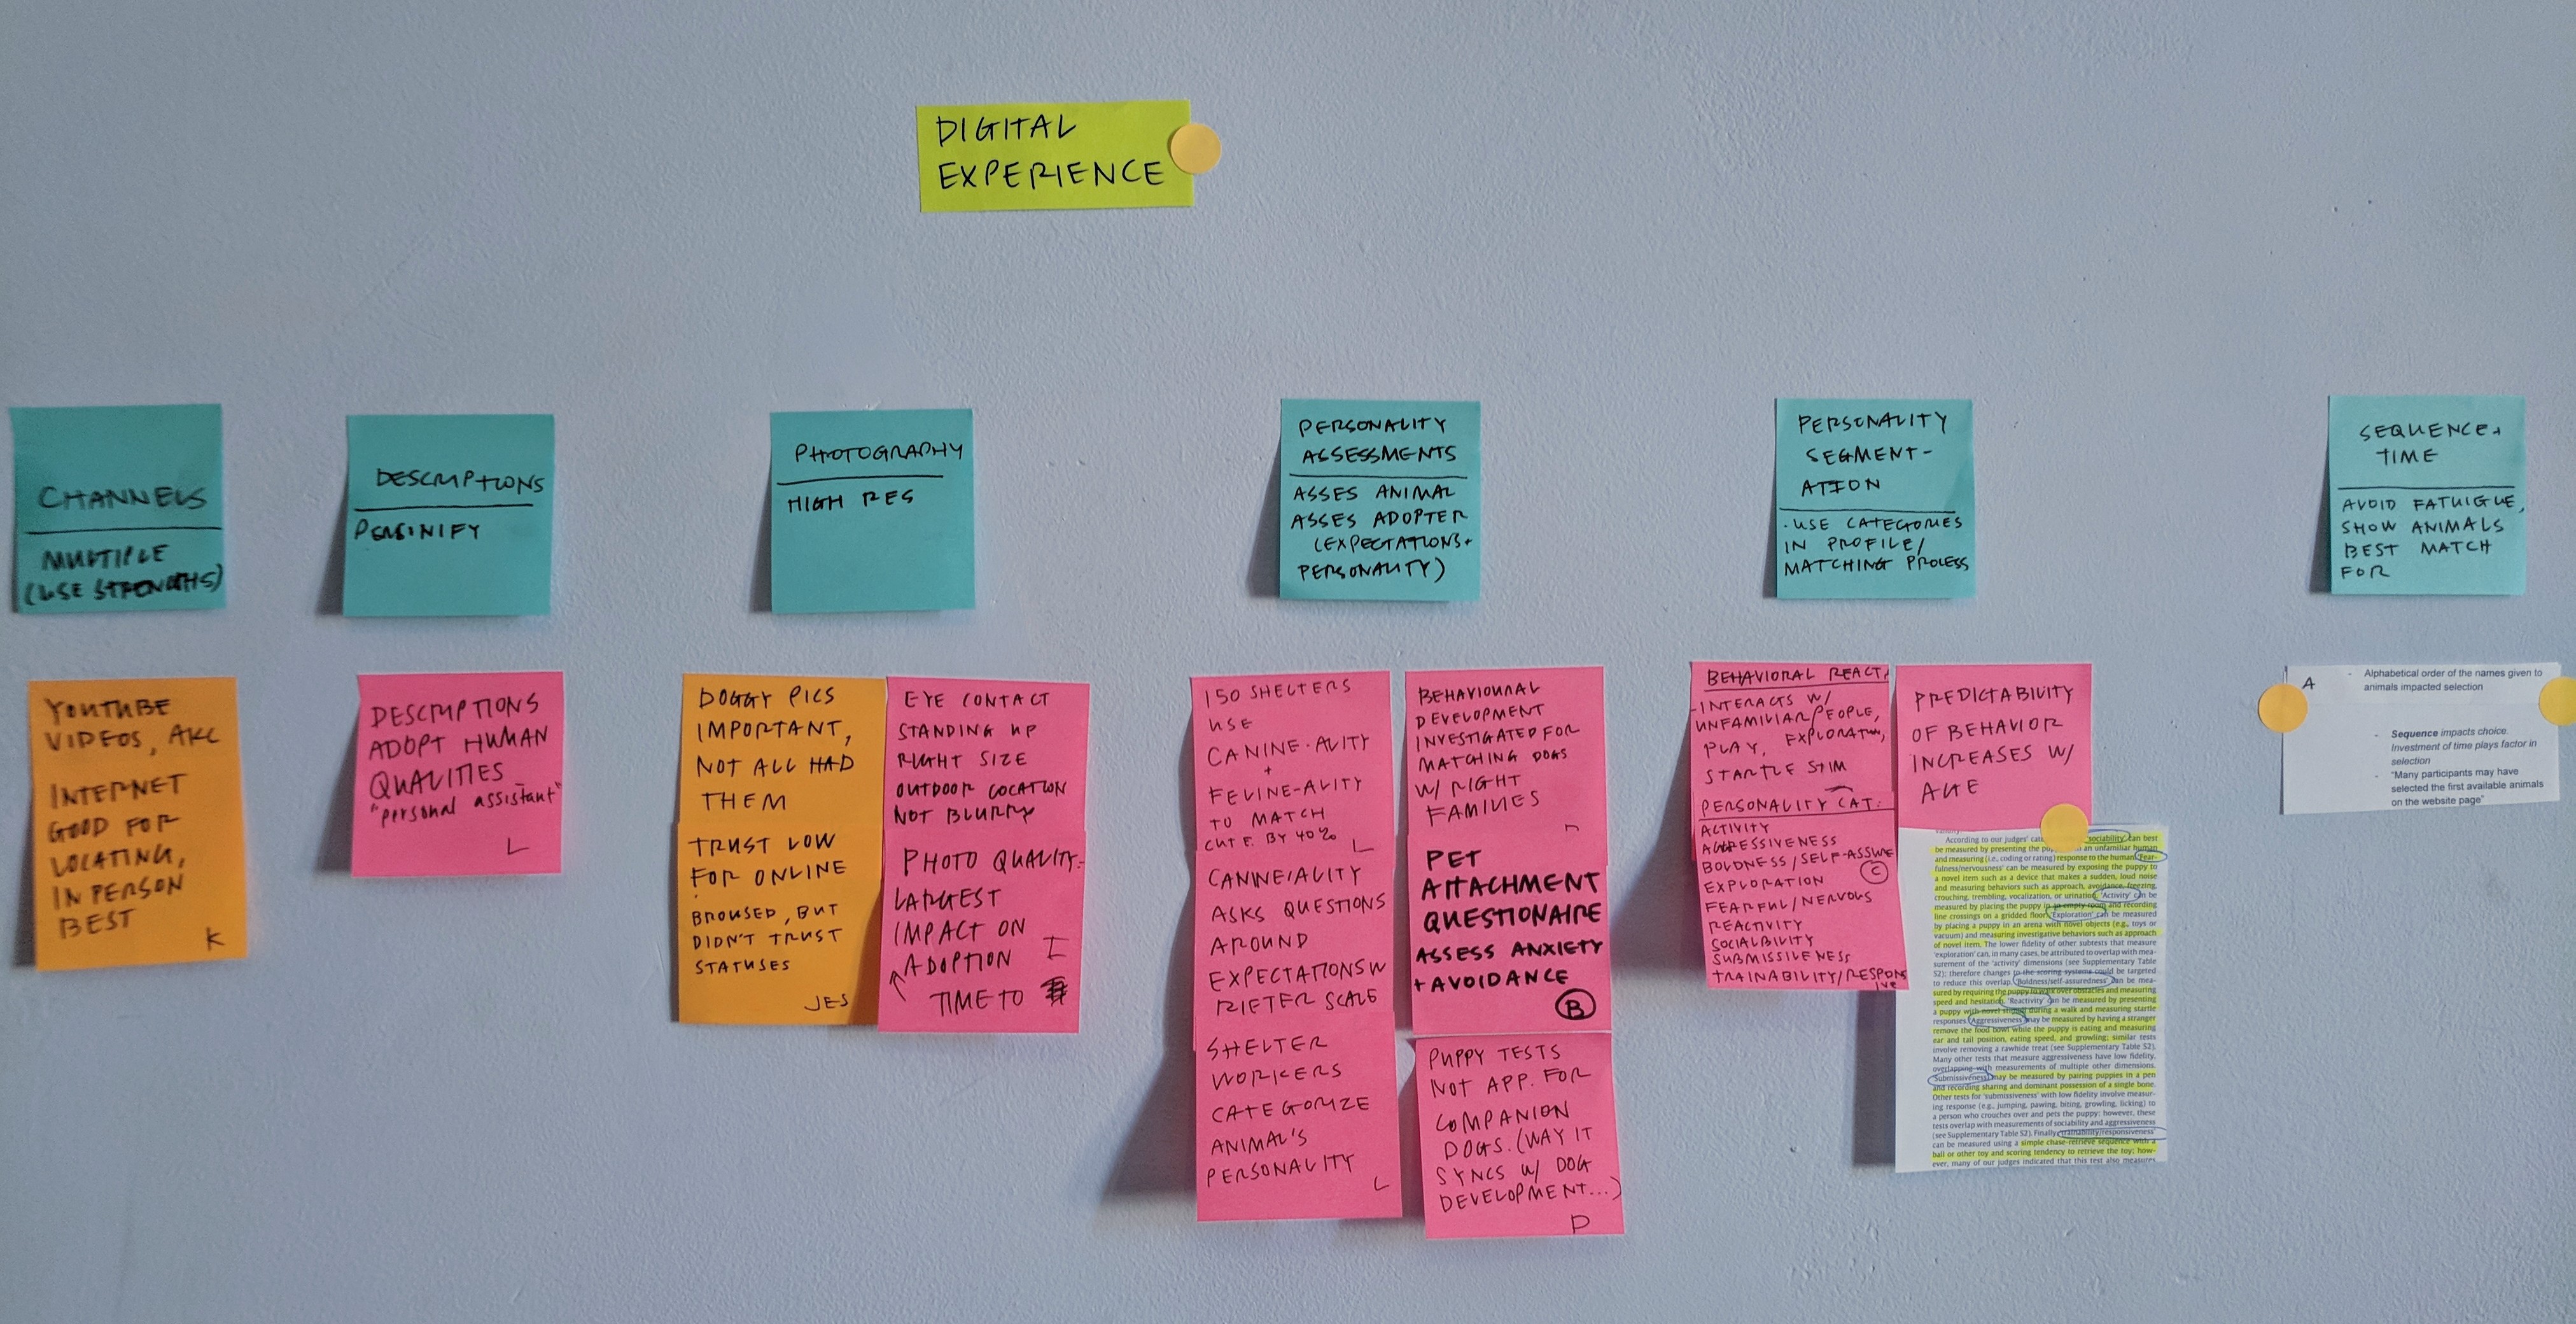 DIGITAL
EXPERIENCE
CHANNELS
MULTIPLE
(USE STRENGTHS)
DESCRIPTIONS
PERSINIFY
PHOTOGRAPHY
HIGH RES
PERSONALITY
ASSESSMENTS
ASSES ANIMAL
ASSES ADOPTER
(EXPECTATIONS+
PERSONALITY)
PERSONALITY
SEGMENT-
ATION
·USE CATEGORIES
IN PROFILE/
MATCHING PROCESS
SEQUENCE+
TIME
AVOID FATUIGUE,
SHOW ANIMALS
BEST MATCH
FOR
YOUTUBE
VIDEOS, AKC
INTERNET
GOOD FOR
LOCATING,
IN PERSON
BEST
K
DESCRIPTIONS
ADOPT HUMAN
QUALITIES
"personal assistant"
L
DOGGY PICS
IMPORTANT,
NOT ALL HAD
THEM
TRUST LOW
FOR ONLINE
BROWSED, BUT
DIDN'T TRUST
STATUSES
JES
EYE CONTACT
STANDING UP
RIGHT SIZE
OUTDOOR LOCATION
NOT BLURRY
PHOTO QUALITY:
LARGEST
IMPACT ON
ADOPTION I
TIME TO
150 SHELTERS
USE
CANINE-ALITY
+
FELINE-ALITY
TO MATCH
CUT E. BY 40%
L
CANINE/ALITY
ASKS QUESTIONS
AROUND
EXPECTATIONS W
RIETER SCALE
SHELTER
WORKERS
CATEGORIZE
ANIMAL'S
PERSONALITY
L
BEHAVIOURAL
DEVELOPMENT
INVESTIGATED FOR
MATCHING DOGS
W/ RIGHT
FAMILIES
PET
ATTACHMENT
QUESTIONAIRE
ASSESS ANXIETY
+ AVOIDANCE
B
PUPPY TESTS
NOT APP. FOR
COMPANION
DOGS. (WAY IT
SYNCS W/ DOG
DEVELOPMENT...)
D
BEHAVIORAL REACT.
-INTERACTS W/
UNFAMILIAR PEOPLE,
PLAY, EXPLORATN,
STARTLE STIM
PERSONALITY CAT:
ACTIVITY
AGGRESSIVENESS
BOLDNESS/SELF-ASSURE
EXPLORATION C
FEARFUL/NERVOUS
REACTIVITY
SOCIALBILITY
SUBMISSIVENESS
TRAINABILITY/RESPONS
IVE
PREDICTABILITY
OF BEHAVIOR
INCREASES W/
AGE
According to our judges' sociability can best
be measured by presenting the an unfamiliar human
and measuring (i.e., coding or rating) response to the human. 'Fear-
fulness/nervousness' can be measured by exposing the puppy to
a novel item such as a device that makes a sudden, loud noise
and measuring behaviors such as approach, avoidance, freezing,
crouching, trembling, vocalization, or urination. 'Activity' can be
measured by placing the puppy in an empty room and recording
line crossings on a gridded floor. 'Exploration' can be measured
by placing a puppy in an arena with novel objects (e.g., toys or
vacuum) and measuring investigative behaviors such as approach
of novel item. The lower fidelity of other subtests that measure
'exploration' can, in many cases, be attributed to overlap with mea-
surement of the 'activity' dimensions (see Supplementary Table
S2); therefore changes to the scoring systems could be targeted
to reduce this overlap. 'Boldness/self-assuredness' can be mea-
sured by requiring the puppy to walk over obstacles and measuring
speed and hesitation. 'Reactivity' can be measured by presenting
a puppy with novel stimuli during a walk and measuring startle
responses. 'Aggressiveness' may be measured by having a stranger
remove the food bowl while the puppy is eating and measuring
ear and tail position, eating speed, and growling; similar tests
involve removing a rawhide treat (see Supplementary Table S2).
Many other tests that measure aggressiveness have low fidelity,
overlapping with measurements of multiple other dimensions.
'Submissiveness' may be measured by pairing puppies in a pen
and recording sharing and dominant possession of a single bone.
Other tests for 'submissiveness' with low fidelity involve measur-
ing response (e.g., jumping, pawing, biting, growling, licking) to
a person who crouches over and pets the puppy; however, these
tests overlap with measurements of sociability and aggressiveness
(see Supplementary Table S2). Finally, 'trainability/responsiveness'
can be measured using a simple chase-retrieve sequence with a
ball or other toy and scoring tendency to retrieve the toy; how-
ever, many of our judges indicated that this test also measures
A
- Alphabetical order of the names given to
animals impacted selection
- Sequence impacts choice.
Investment of time plays factor in
selection
- "Many participants may have
selected the first available animals
on the website page"